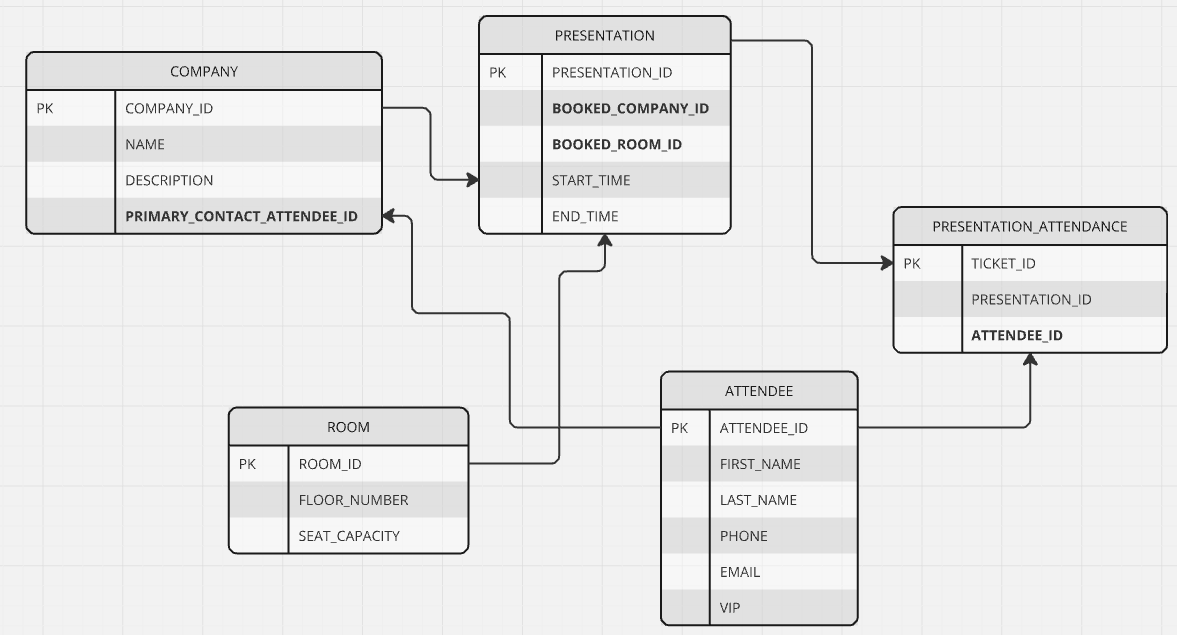 COMPANY
PK COMPANY_ID
NAME
DESCRIPTION
PRIMARY_CONTACT_ATTENDEE_ID
PRESENTATION
PK PRESENTATION_ID
BOOKED_COMPANY_ID
BOOKED_ROOM_ID
START_TIME
END_TIME
PRESENTATION_ATTENDANCE
PK TICKET_ID
PRESENTATION_ID
ATTENDEE_ID
ROOM
PK ROOM_ID
FLOOR_NUMBER
SEAT_CAPACITY
ATTENDEE
PK ATTENDEE_ID
FIRST_NAME
LAST_NAME
PHONE
EMAIL
VIP